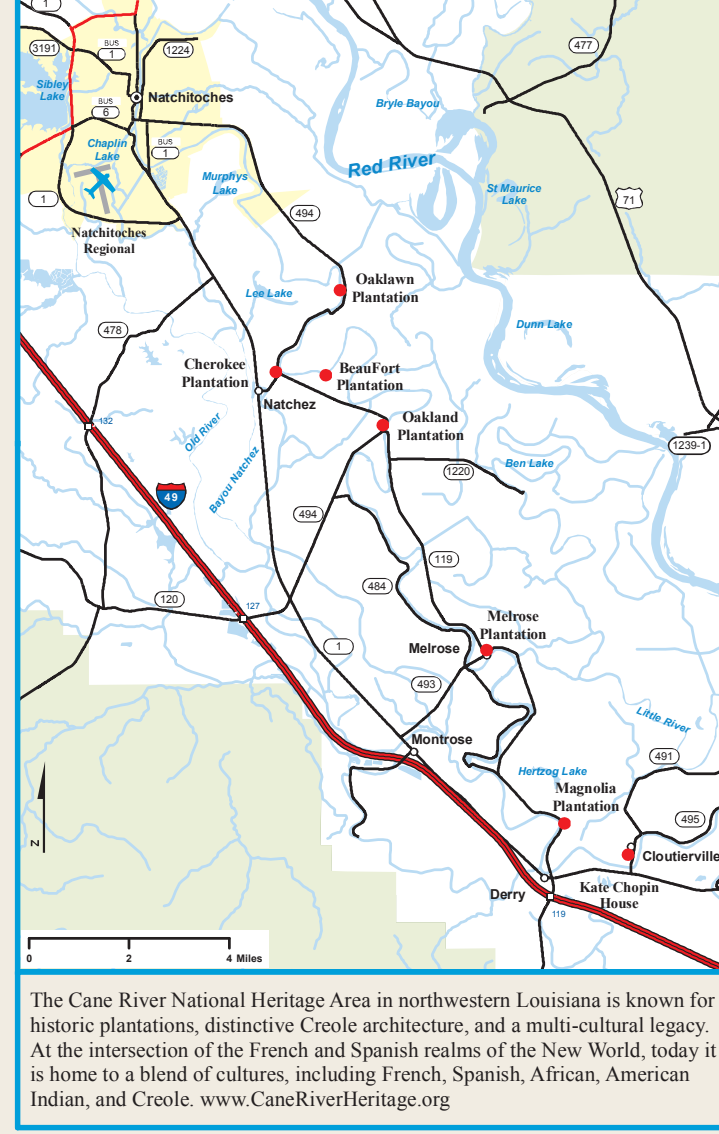 1
3191
BUS
1
1224
477
Sibley
Lake
BUS
6
Natchitoches
Bryle Bayou
Chaplin
Lake
BUS
1
Red River
Murphys
Lake
St Maurice
Lake
71
1
494
Natchitoches
Regional
Oaklawn
Plantation
Lee Lake
478
Dunn Lake
Cherokee
Plantation
BeauFort
Plantation
Natchez
132
Old River
Oakland
Plantation
1239-1
Bayou Natchez
Ben Lake
1220
49
494
119
484
120
127
Melrose
Plantation
1
Melrose
493
Little River
Montrose
491
Hertzog Lake
Magnolia
Plantation
495
N
Cloutierville
Derry
Kate Chopin
House
119
0 2 4 Miles
The Cane River National Heritage Area in northwestern Louisiana is known for
historic plantations, distinctive Creole architecture, and a multi-cultural legacy.
At the intersection of the French and Spanish realms of the New World, today it
is home to a blend of cultures, including French, Spanish, African, American
Indian, and Creole. www.CaneRiverHeritage.org